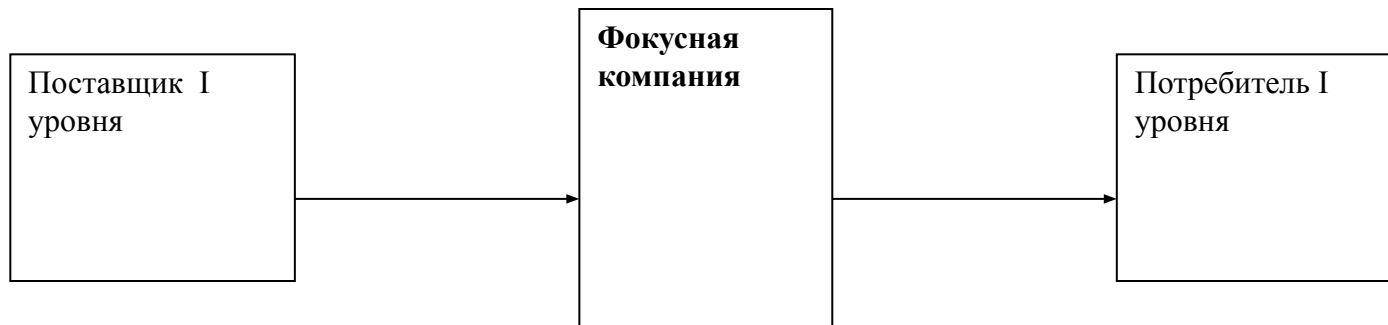 Поставщик I
уровня
Фокусная
компания
Потребитель I
уровня